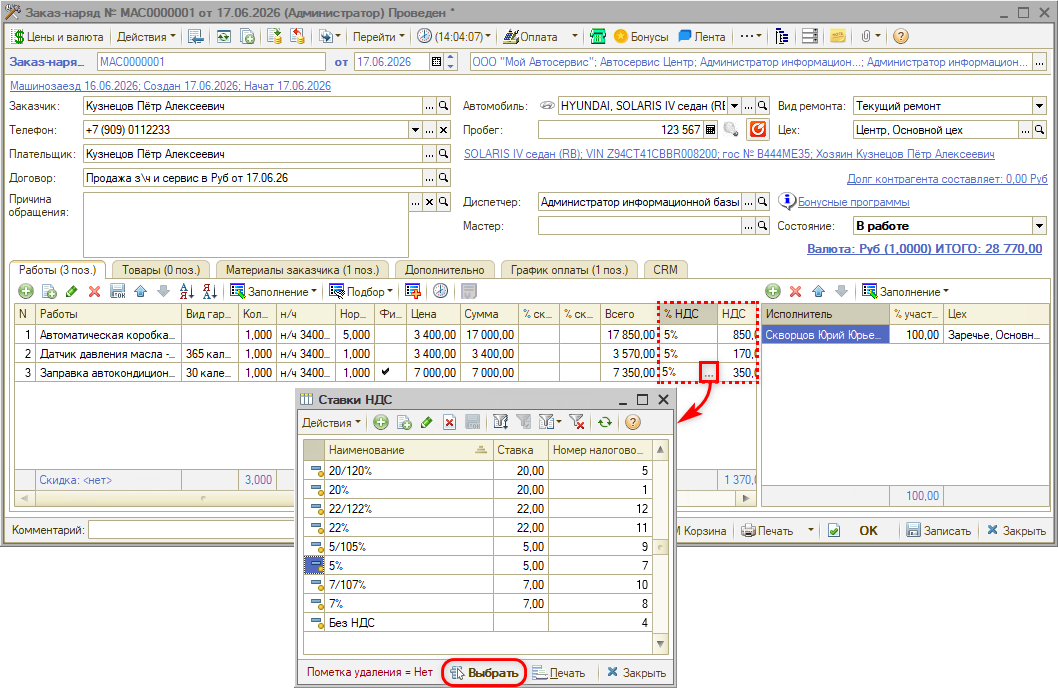 Заказ-наряд № МАС0000001 от 17.06.2026 (Администратор) Проведен *
Цены и валюта Действия Перейти (14:04:07) Оплата Бонусы Лента
Заказ-наря... МАС0000001 от 17.06.2026 ООО "Мой Автосервис"; Автосервис Центр; Администратор информацион...; Администратор информацион...
Машинозаезд 16.06.2026; Создан 17.06.2026; Начат 17.06.2026
Заказчик: Кузнецов Пётр Алексеевич Автомобиль: HYUNDAI, SOLARIS IV седан (RE Вид ремонта: Текущий ремонт
Телефон: +7 (909) 0112233 Пробег: 123 567 Цех: Центр, Основной цех
Плательщик: Кузнецов Пётр Алексеевич SOLARIS IV седан (RB); VIN Z94CT41CBBR008200; гос № B444ME35; Хозяин Кузнецов Пётр Алексеевич
Договор: Продажа з\ч и сервис в Руб от 17.06.26 Долг контрагента составляет: 0,00 Руб
Причина обращения: Диспетчер: Администратор информационной базы Бонусные программы
Мастер: Состояние: В работе
Валюта: Руб (1,0000) ИТОГО: 28 770,00
Работы (3 поз.) Товары (0 поз.) Материалы заказчика (1 поз.) Дополнительно График оплаты (1 поз.) CRM
Заполнение Подбор Заполнение
N Работы Вид гар... Кол... н/ч Нор... Фи... Цена Сумма % ск... % ск... Всего % НДС НДС Исполнитель % участ... Цех
1 Автоматическая коробка... 1,000 н/ч 3400... 5,000 3 400,00 17 000,00 17 850,00 5% 850, Скворцов Юрий Юрье... 100,00 Заречье, Основн...
2 Датчик давления масла -... 365 кал... 1,000 н/ч 3400... 1,000 3 400,00 3 400,00 3 570,00 5% 170,
3 Заправка автокондицион... 30 кале... 1,000 н/ч 3400... 1,000 7 000,00 7 000,00 7 350,00 5% ... 350,
Скидка: <нет> 3,000 1 370,
100,00
Комментарий: Корзина Печать OK Записать Закрыть
Ставки НДС
Действия
Наименование Ставка Номер налогово...
20/120% 20,00 5
20% 20,00 1
22/122% 22,00 12
22% 22,00 11
5/105% 5,00 9
5% 5,00 7
7/107% 7,00 10
7% 7,00 8
Без НДС 4
Пометка удаления = Нет Выбрать Печать Закрыть